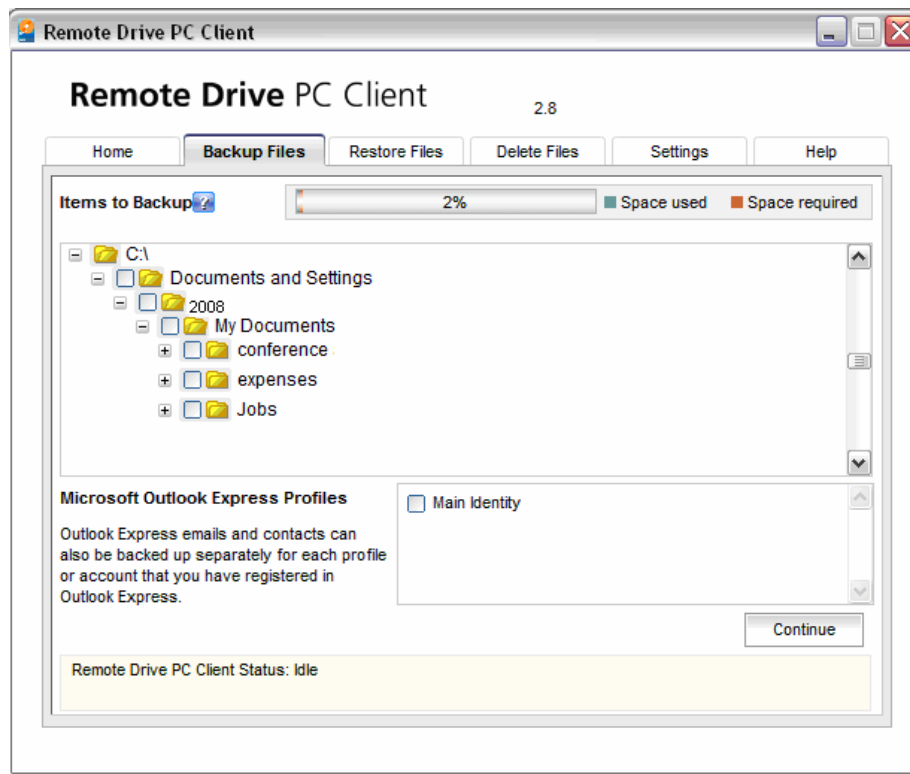 Remote Drive PC Client
Remote Drive PC Client 2.8
Home Backup Files Restore Files Delete Files Settings Help
Items to Backup ? 2% Space used Space required
C:\
Documents and Settings
2008
My Documents
conference
expenses
Jobs
Microsoft Outlook Express Profiles
Outlook Express emails and contacts can
also be backed up separately for each profile
or account that you have registered in
Outlook Express.
Main Identity
Continue
Remote Drive PC Client Status: Idle